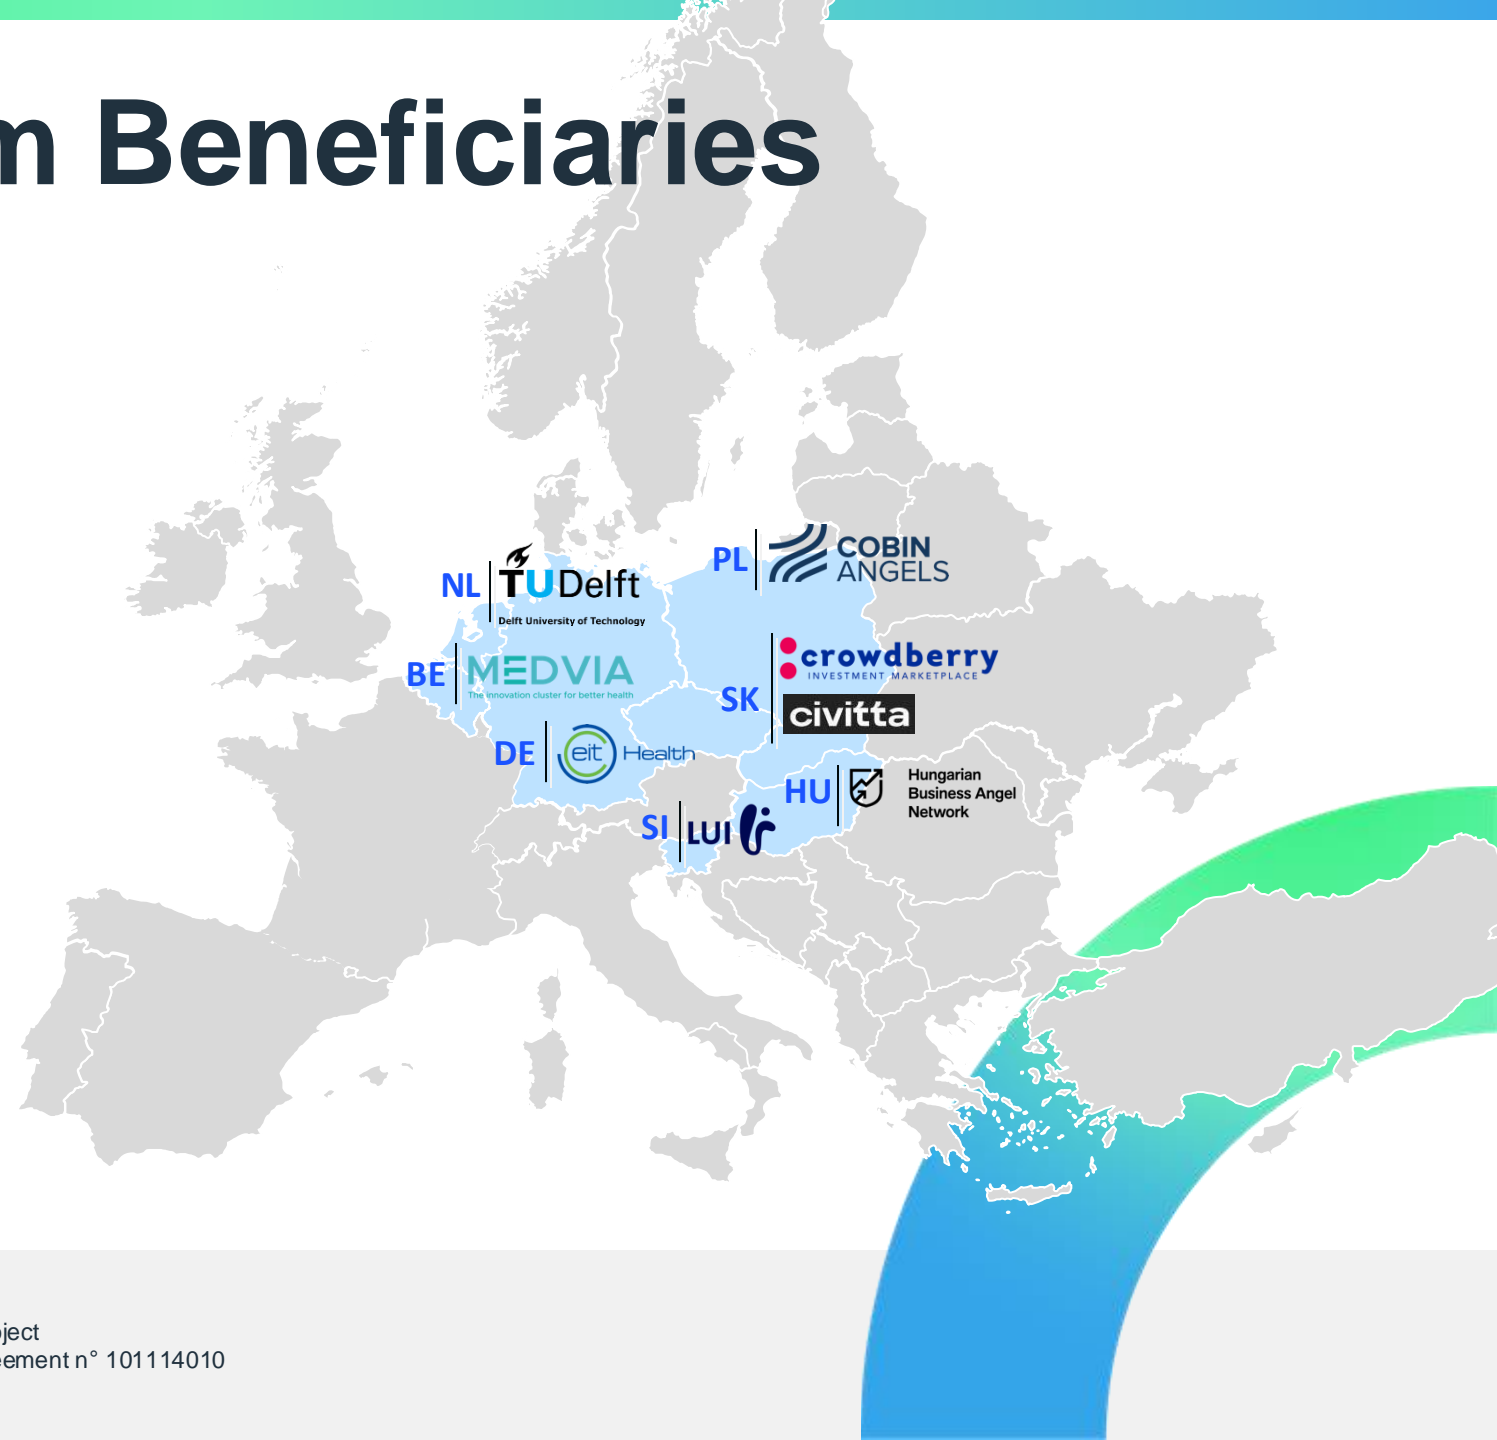 m Beneficiaries
PL
COBIN
ANGELS
NL
TUDelft
Delft University of Technology
BE
MEDVIA
The innovation cluster for better health
SK
crowdberry
INVESTMENT MARKETPLACE
civitta
DE
eit Health
HU
Hungarian
Business Angel
Network
SI
LUI
ject
eement n° 101114010